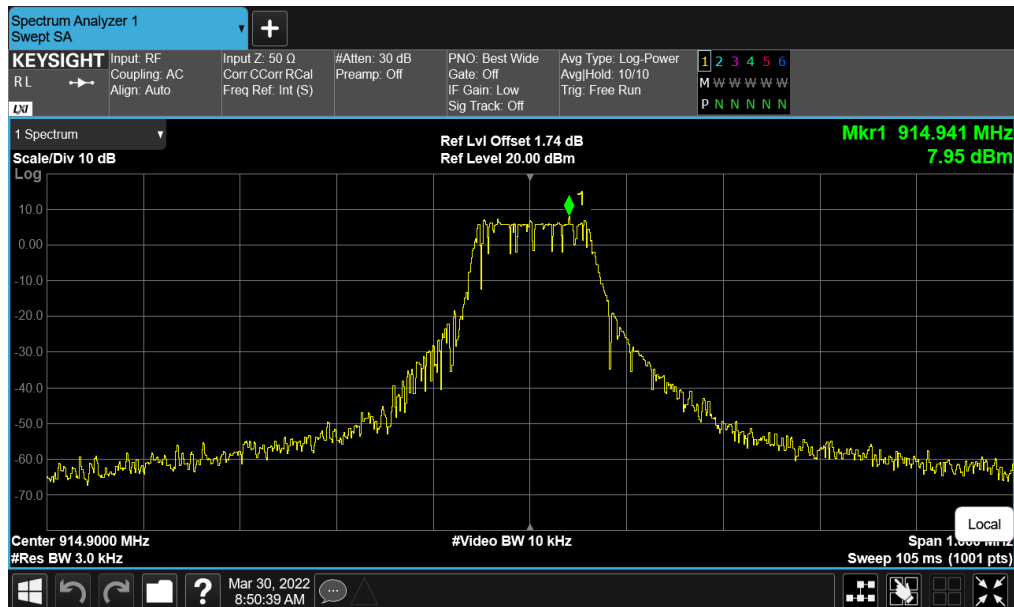 Spectrum Analyzer 1
Swept SA
+
KEYSIGHT
RL
LXI
Input: RF
Coupling: AC
Align: Auto
Input Z: 50 Ω
Corr CCorr RCal
Freq Ref: Int (S)
#Atten: 30 dB
Preamp: Off
PNO: Best Wide
Gate: Off
IF Gain: Low
Sig Track: Off
Avg Type: Log-Power
Avg|Hold: 10/10
Trig: Free Run
1 2 3 4 5 6
M W W W W W
P N N N N N
1 Spectrum
Scale/Div 10 dB
Ref Lvl Offset 1.74 dB
Ref Level 20.00 dBm
Mkr1 914.941 MHz
7.95 dBm
Log
1
10.0
0.00
-10.0
-20.0
-30.0
-40.0
-50.0
-60.0
-70.0
Local
Center 914.9000 MHz
#Video BW 10 kHz
Span
#Res BW 3.0 kHz
Sweep 105 ms (1001 pts)
?
Mar 30, 2022
8:50:39 AM